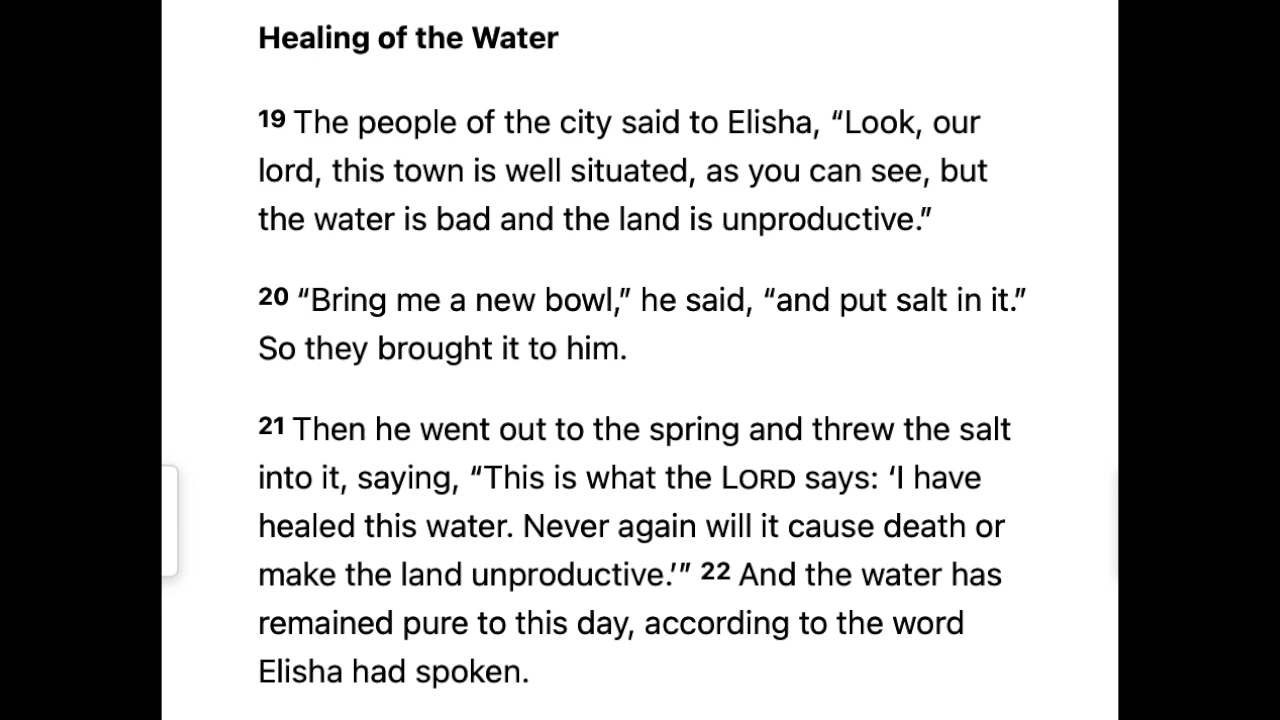 Healing of the Water
19 The people of the city said to Elisha, “Look, our
lord, this town is well situated, as you can see, but
the water is bad and the land is unproductive.”
20 “Bring me a new bowl,” he said, “and put salt in it.”
So they brought it to him.
21 Then he went out to the spring and threw the salt
into it, saying, “This is what the LORD says: ‘I have
healed this water. Never again will it cause death or
make the land unproductive.’” 22 And the water has
remained pure to this day, according to the word
Elisha had spoken.